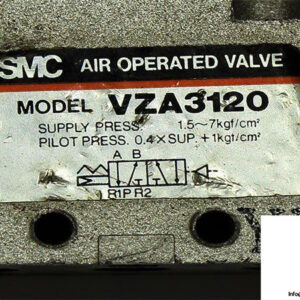 SMC AIR OPERATED VALVE
MODEL VZA3120
SUPPLY PRESS. 1.5~7kgf/cm²
PILOT PRESS. 0.4×SUP.+1kgf/cm²
A B
R1 P R2